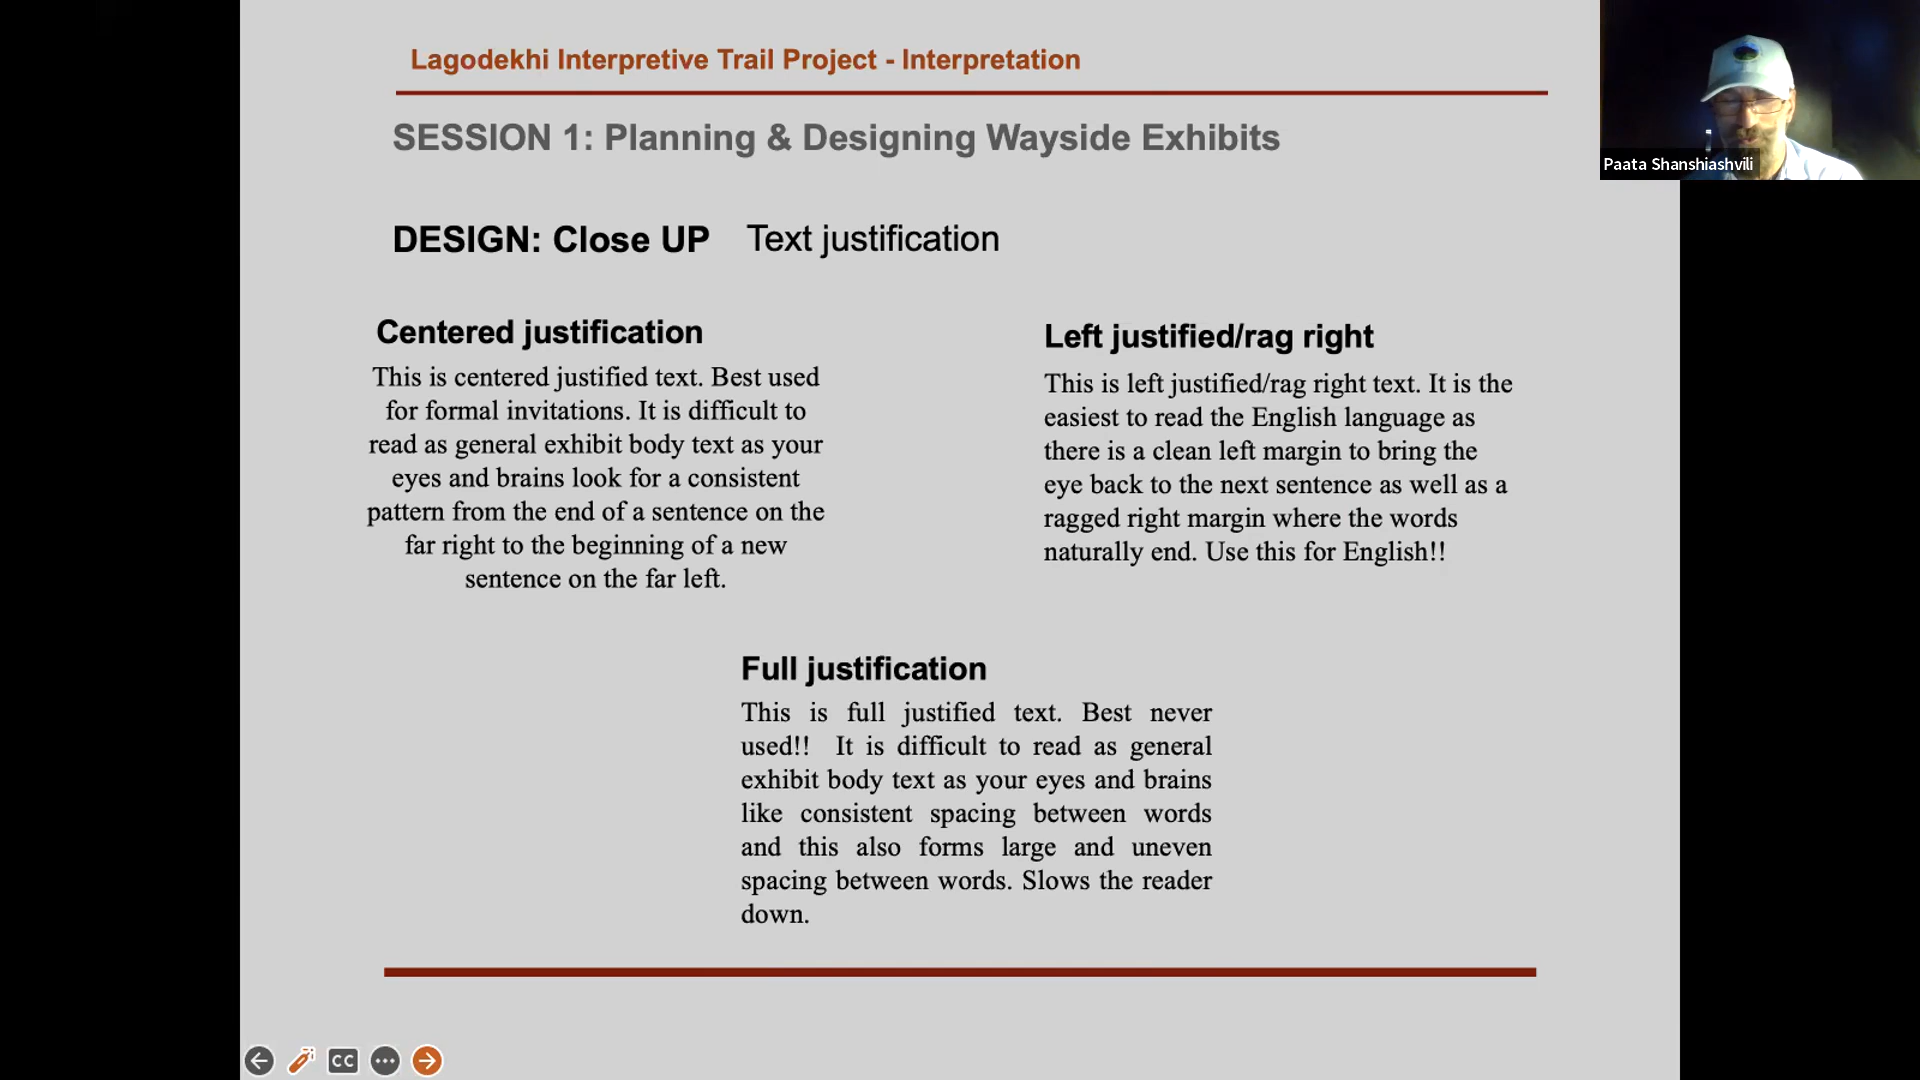 Lagodekhi Interpretive Trail Project - Interpretation
Paata Shanshiashvili
SESSION 1: Planning & Designing Wayside Exhibits
DESIGN: Close UP Text justification
Centered justification
This is centered justified text. Best used
for formal invitations. It is difficult to
read as general exhibit body text as your
eyes and brains look for a consistent
pattern from the end of a sentence on the
far right to the beginning of a new
sentence on the far left.
Left justified/rag right
This is left justified/rag right text. It is the
easiest to read the English language as
there is a clean left margin to bring the
eye back to the next sentence as well as a
ragged right margin where the words
naturally end. Use this for English!!
Full justification
This is full justified text. Best never
used!! It is difficult to read as general
exhibit body text as your eyes and brains
like consistent spacing between words
and this also forms large and uneven
spacing between words. Slows the reader
down.
CC